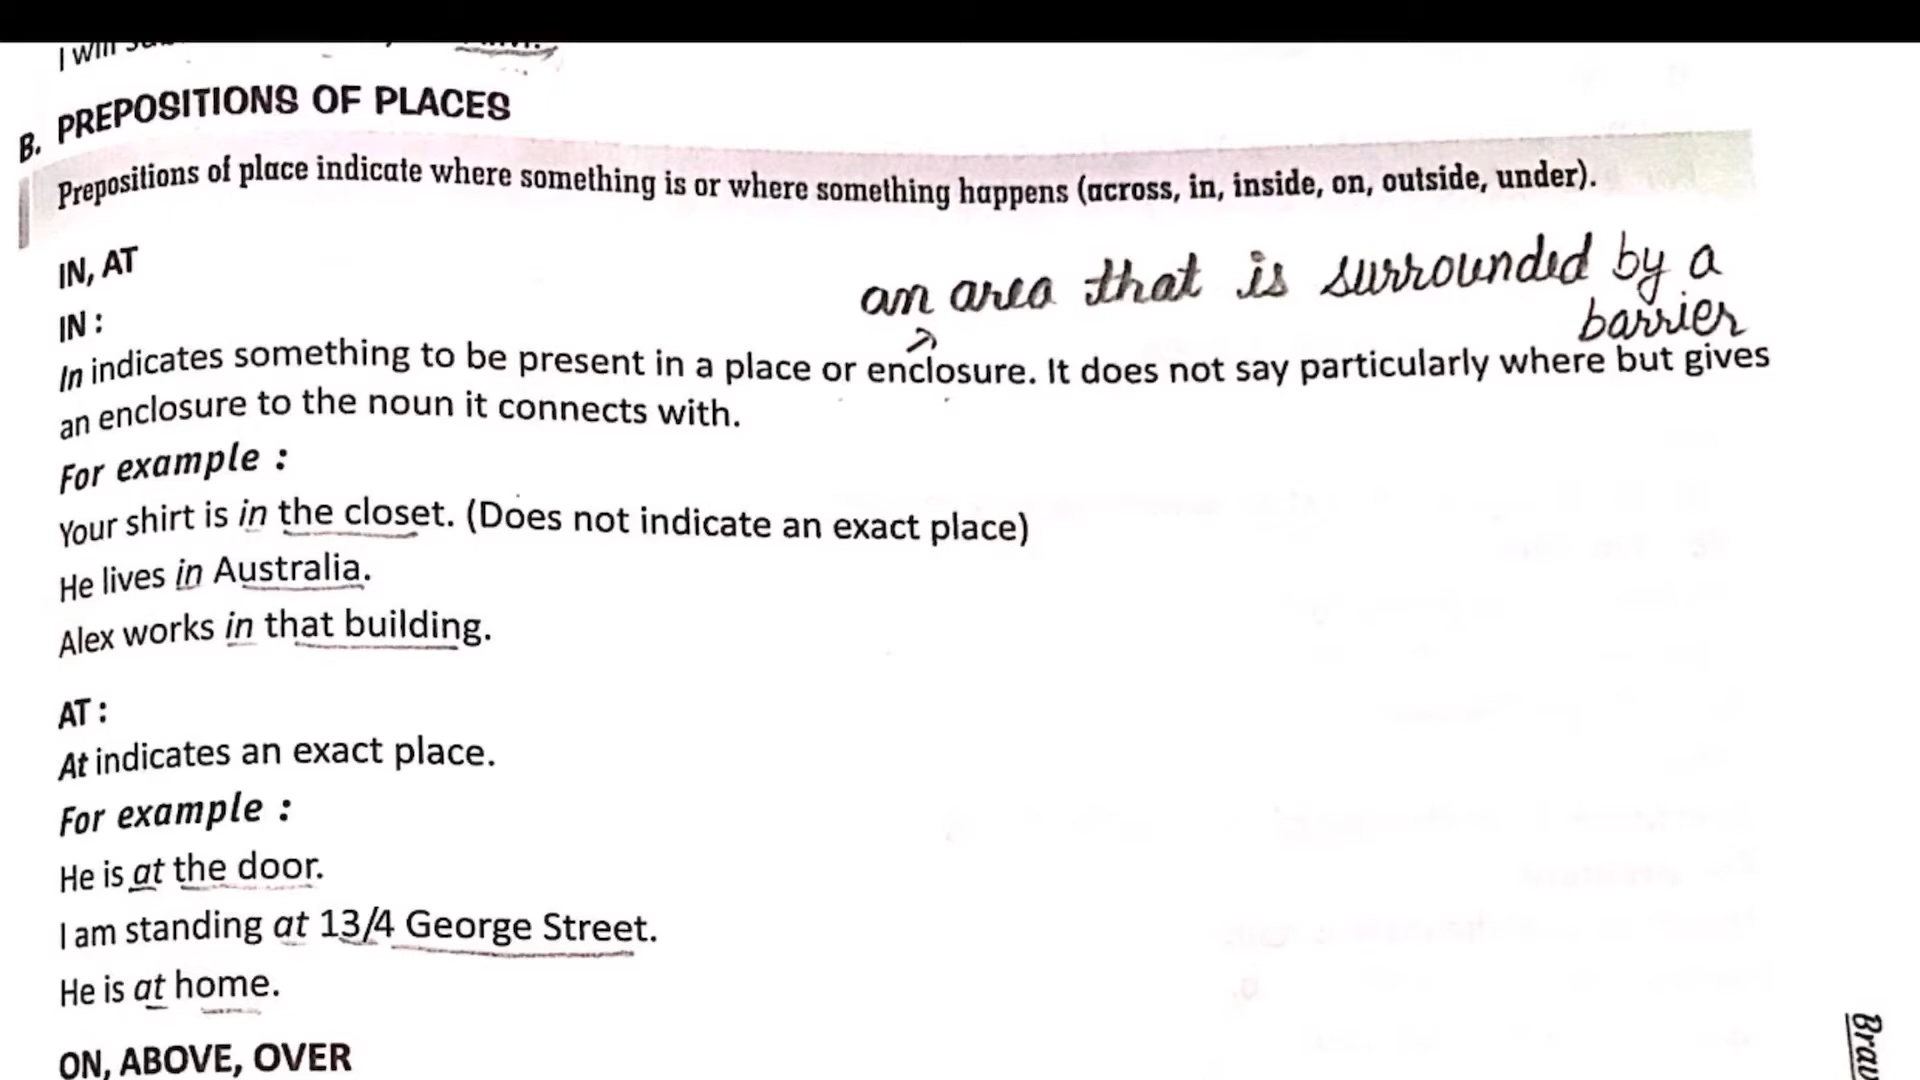 I will
B. PREPOSITIONS OF PLACES
Prepositions of place indicate where something is or where something happens (across, in, inside, on, outside, under).
IN, AT
an area that is surrounded by a
barrier
IN :
In indicates something to be present in a place or enclosure. It does not say particularly where but gives
an enclosure to the noun it connects with.
For example :
Your shirt is in the closet. (Does not indicate an exact place)
He lives in Australia.
Alex works in that building.
AT :
At indicates an exact place.
For example :
He is at the door.
I am standing at 13/4 George Street.
He is at home.
ON, ABOVE, OVER